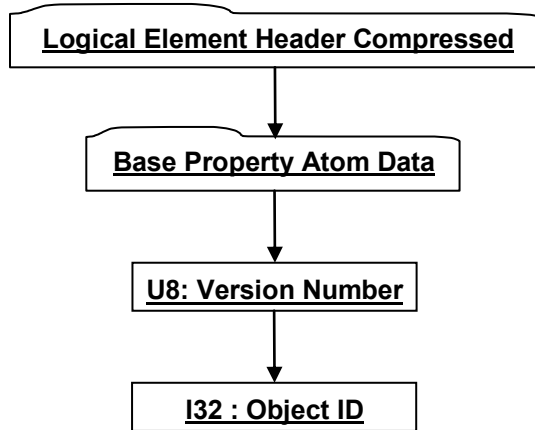 Logical Element Header Compressed
Base Property Atom Data
U8: Version Number
I32 : Object ID